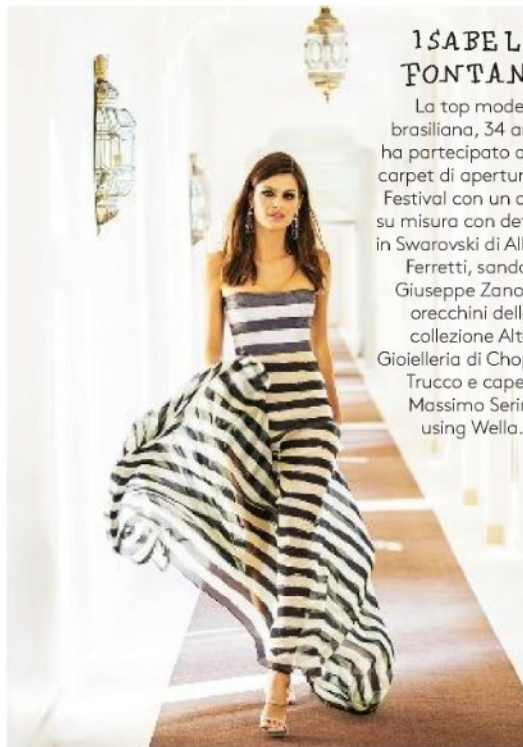 ISABEL
FONTAN
La top mode
brasiliana, 34 a
ha partecipato a
carpet di apertur
Festival con un a
su misura con det
in Swarovski di Al
Ferretti, sanda
Giuseppe Zano
orecchini dell
collezione Alt
Gioielleria di Chop
Trucco e cape
Massimo Serin
using Wella.